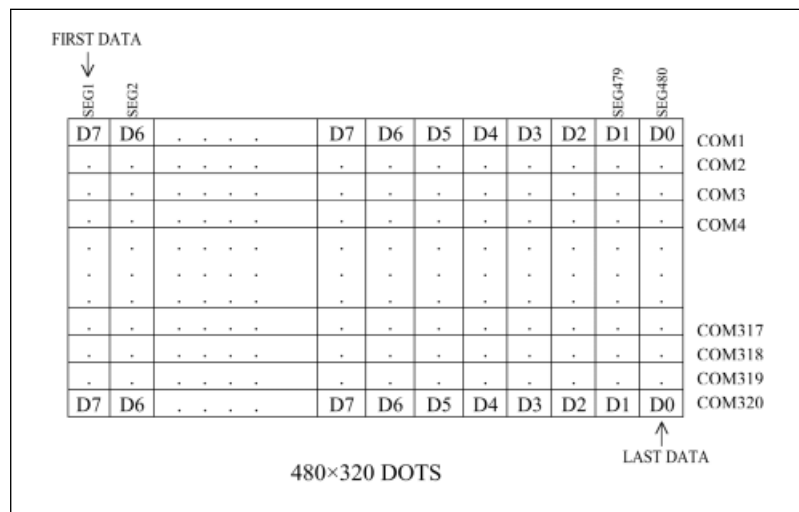 FIRST DATA
SEG1 SEG2 SEG479 SEG480
D7 D6 . . . . D7 D6 D5 D4 D3 D2 D1 D0 COM1
. . . . . . . . . . . . . . COM2
. . . . . . . . . . . . . . COM3
. . . . . . . . . . . . . . COM4
. . . . . . . . . . . . . .
. . . . . . . . . . . . . .
. . . . . . . . . . . . . .
. . . . . . . . . . . . . . COM317
. . . . . . . . . . . . . . COM318
. . . . . . . . . . . . . . COM319
D7 D6 . . . . D7 D6 D5 D4 D3 D2 D1 D0 COM320
LAST DATA
480×320 DOTS